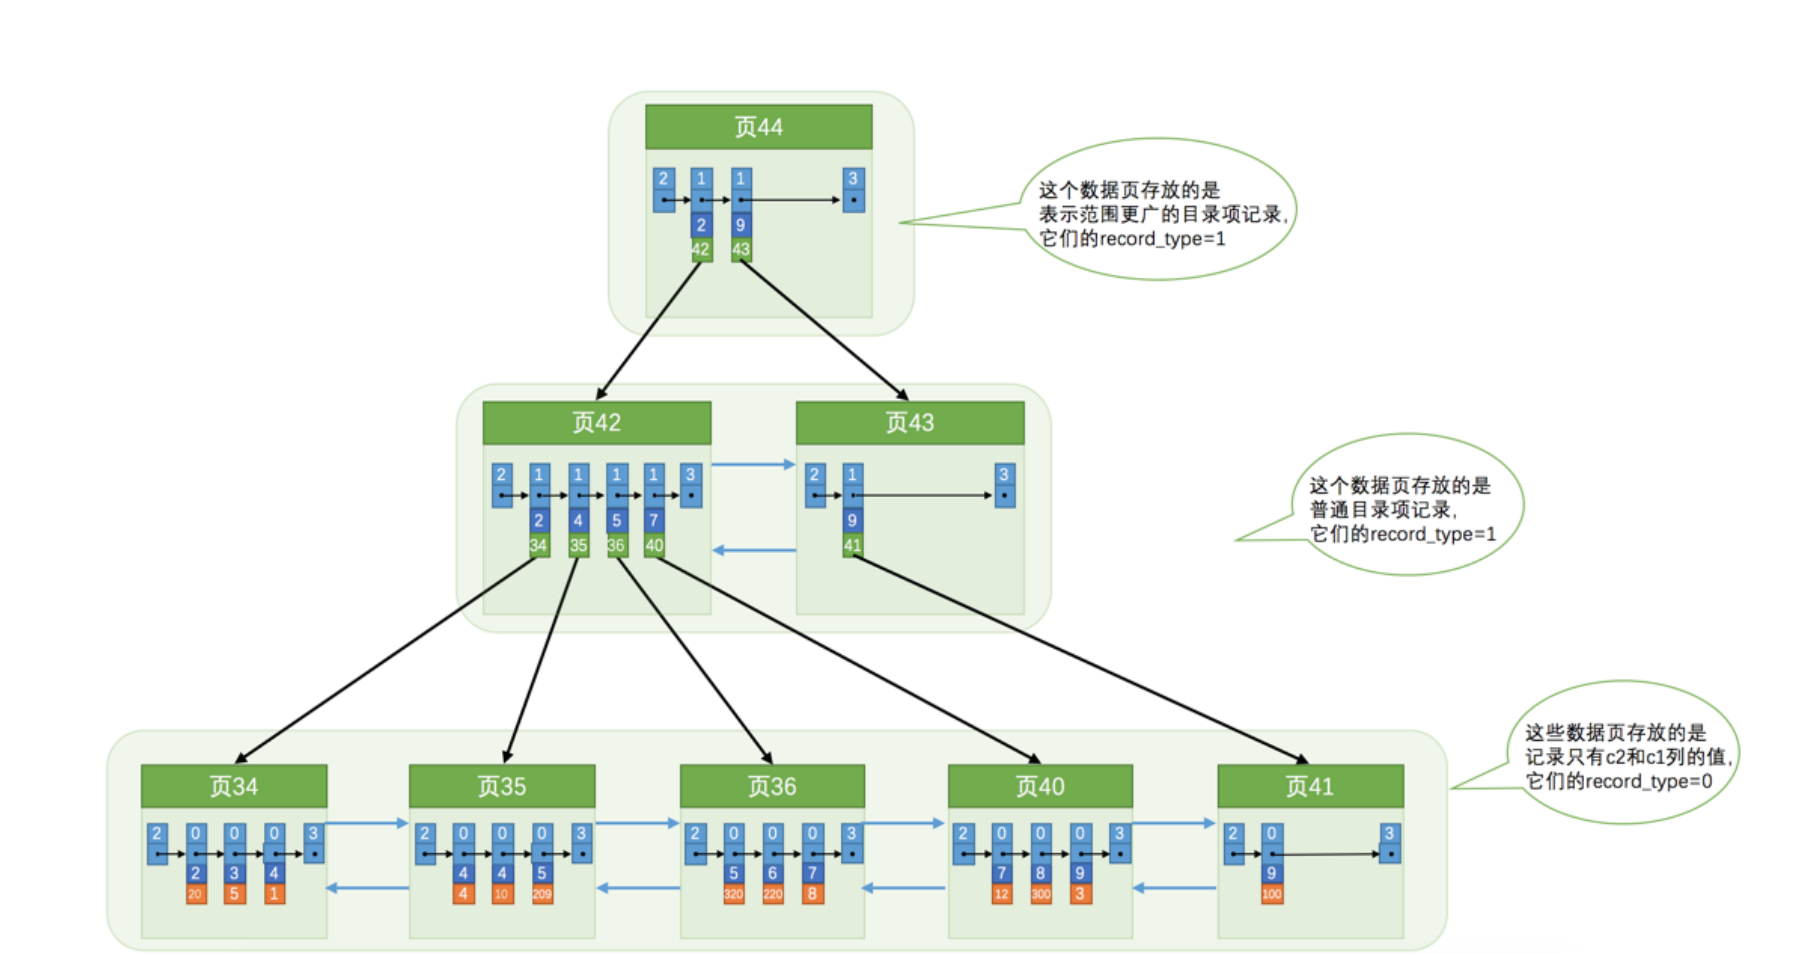 页44
2 1 1 3
2 9
42 43
这个数据页存放的是
表示范围更广的目录项记录,
它们的record_type=1
页42
页43
2 1 1 1 1 3
2 1 3
2 4 5 7
9
34 35 36 40
41
这个数据页存放的是
普通目录项记录,
它们的record_type=1
页34
页35
页36
页40
页41
2 0 0 0 3
2 0 0 0 3
2 0 0 0 3
2 0 0 0 3
2 0 3
2 3 4
4 4 5
5 6 7
7 8 9
9
20 5 1
4 10 209
320 220 8
12 300 3
100
这些数据页存放的是
记录只有c2和c1列的值,
它们的record_type=0